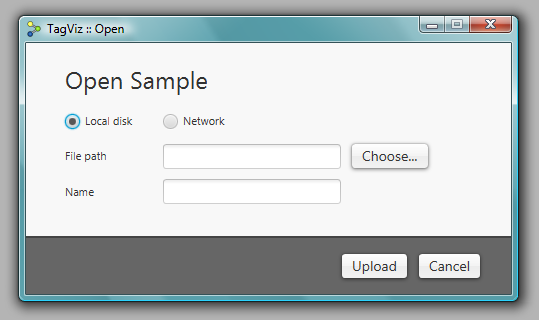 TagViz :: Open
Open Sample
Local disk Network
File path Choose...
Name
Upload Cancel